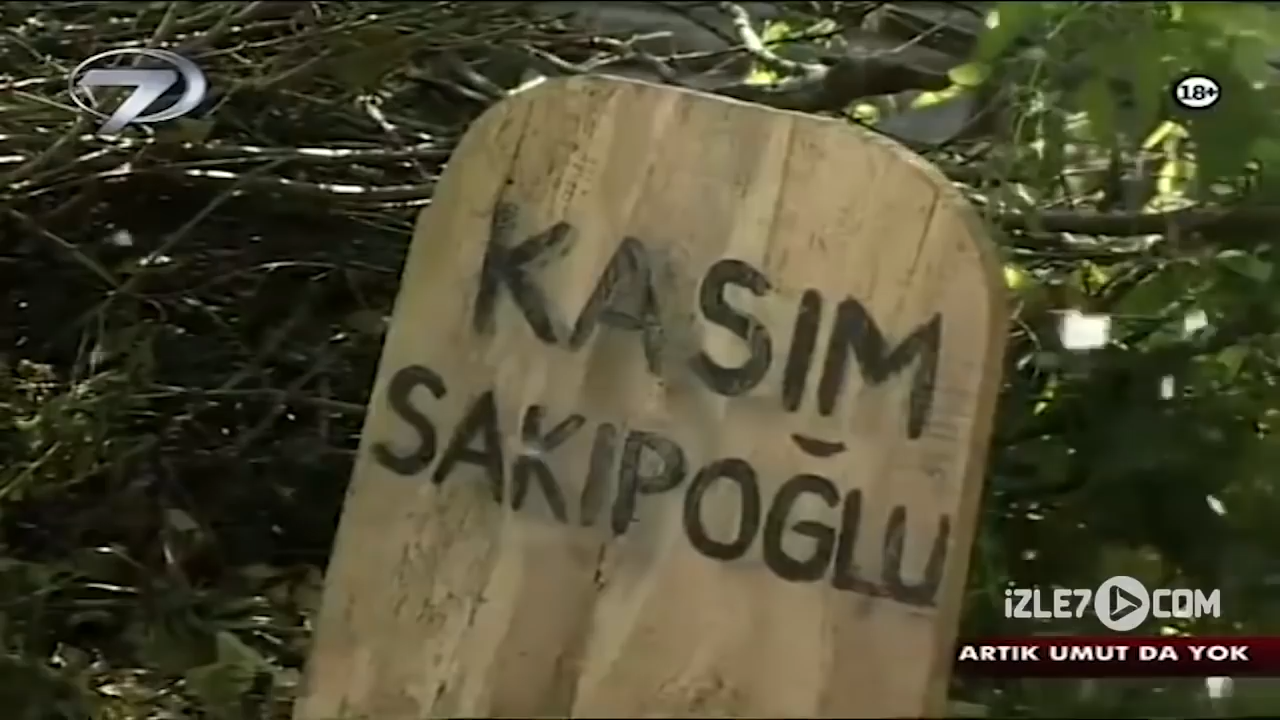 7
18+
KASIM
SAKIPOĞLU
İZLE7 COM
ARTIK UMUT DA YOK